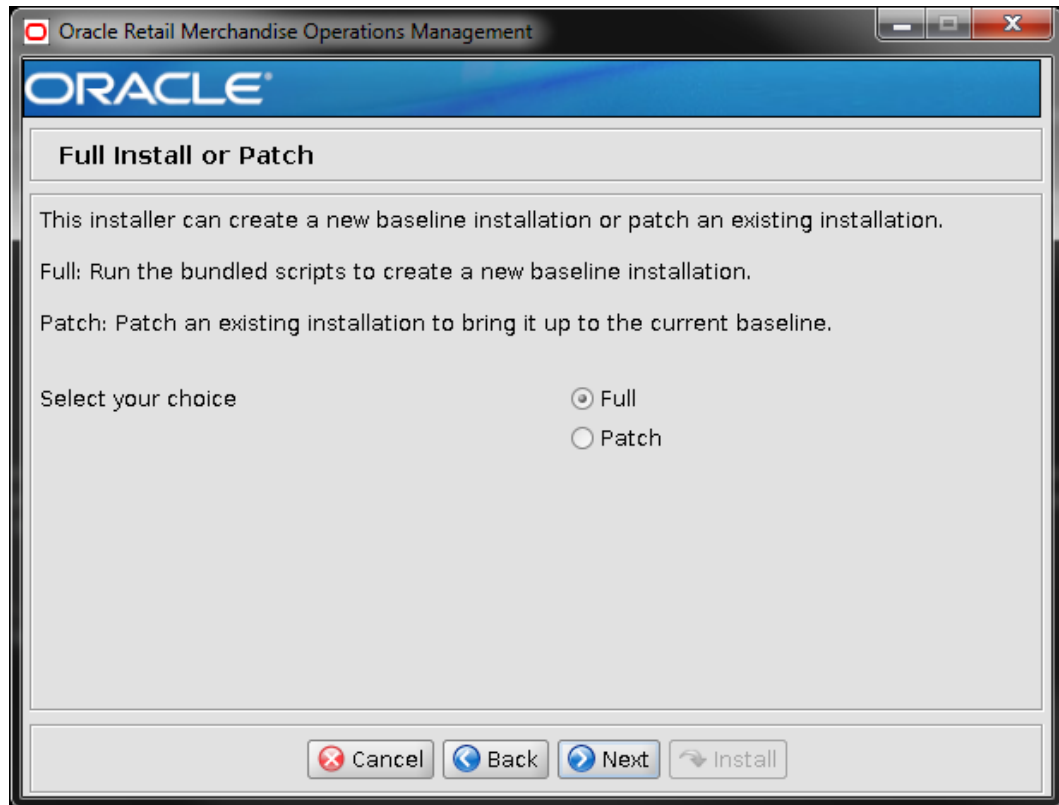 Oracle Retail Merchandise Operations Management
ORACLE®
Full Install or Patch
This installer can create a new baseline installation or patch an existing installation.
Full: Run the bundled scripts to create a new baseline installation.
Patch: Patch an existing installation to bring it up to the current baseline.
Select your choice
Full
Patch
Cancel
Back
Next
Install